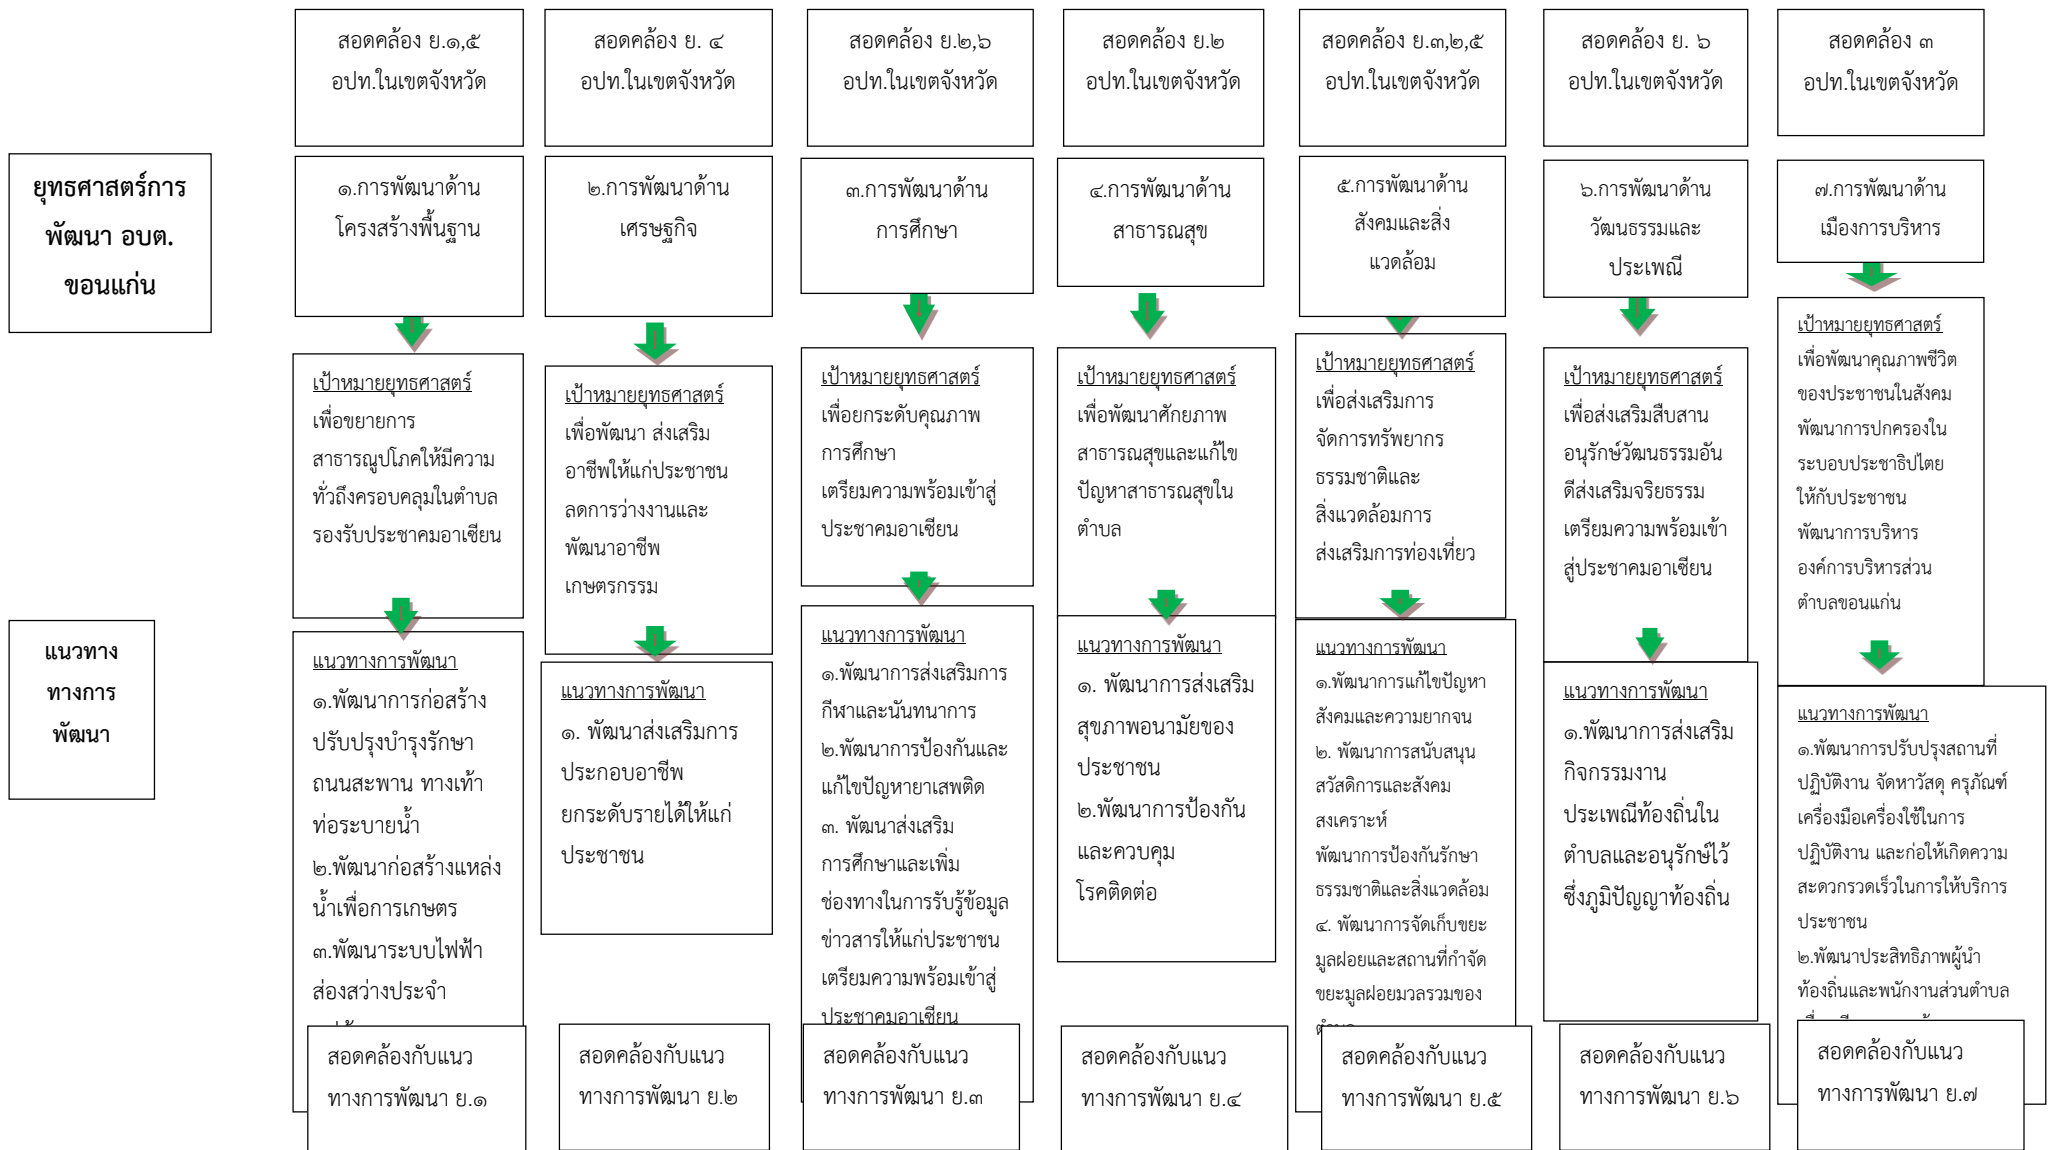 สอดคล้อง ย.๑,๕
อปท.ในเขตจังหวัด
สอดคล้อง ย. ๔
อปท.ในเขตจังหวัด
สอดคล้อง ย.๒,๖
อปท.ในเขตจังหวัด
สอดคล้อง ย.๒
อปท.ในเขตจังหวัด
สอดคล้อง ย.๓,๒,๕
อปท.ในเขตจังหวัด
สอดคล้อง ย. ๖
อปท.ในเขตจังหวัด
สอดคล้อง ๓
อปท.ในเขตจังหวัด
ยุทธศาสตร์การ
พัฒนา อบต.
ขอนแก่น
๑.การพัฒนาด้าน
โครงสร้างพื้นฐาน
๒.การพัฒนาด้าน
เศรษฐกิจ
๓.การพัฒนาด้าน
การศึกษา
๔.การพัฒนาด้าน
สาธารณสุข
๕.การพัฒนาด้าน
สังคมและสิ่ง
แวดล้อม
๖.การพัฒนาด้าน
วัฒนธรรมและ
ประเพณี
๗.การพัฒนาด้าน
เมืองการบริหาร
เป้าหมายยุทธศาสตร์
เพื่อขยายการ
สาธารณูปโภคให้มีความ
ทั่วถึงครอบคลุมในตำบล
รองรับประชาคมอาเซียน
เป้าหมายยุทธศาสตร์
เพื่อพัฒนา ส่งเสริม
อาชีพให้แก่ประชาชน
ลดการว่างงานและ
พัฒนาอาชีพ
เกษตรกรรม
เป้าหมายยุทธศาสตร์
เพื่อยกระดับคุณภาพ
การศึกษา
เตรียมความพร้อมเข้าสู่
ประชาคมอาเซียน
เป้าหมายยุทธศาสตร์
เพื่อพัฒนาศักยภาพ
สาธารณสุขและแก้ไข
ปัญหาสาธารณสุขใน
ตำบล
เป้าหมายยุทธศาสตร์
เพื่อส่งเสริมการ
จัดการทรัพยากร
ธรรมชาติและ
สิ่งแวดล้อมการ
ส่งเสริมการท่องเที่ยว
เป้าหมายยุทธศาสตร์
เพื่อส่งเสริมสืบสาน
อนุรักษ์วัฒนธรรมอัน
ดีส่งเสริมจริยธรรม
เตรียมความพร้อมเข้า
สู่ประชาคมอาเซียน
เป้าหมายยุทธศาสตร์
เพื่อพัฒนาคุณภาพชีวิต
ของประชาชนในสังคม
พัฒนาการปกครองใน
ระบอบประชาธิปไตย
ให้กับประชาชน
พัฒนาการบริหาร
องค์การบริหารส่วน
ตำบลขอนแก่น
แนวทาง
ทางการ
พัฒนา
แนวทางการพัฒนา
๑.พัฒนาการก่อสร้าง
ปรับปรุงบำรุงรักษา
ถนนสะพาน ทางเท้า
ท่อระบายน้ำ
๒.พัฒนาก่อสร้างแหล่ง
น้ำเพื่อการเกษตร
๓.พัฒนาระบบไฟฟ้า
ส่องสว่างประจำ
แนวทางการพัฒนา
๑. พัฒนาส่งเสริมการ
ประกอบอาชีพ
ยกระดับรายได้ให้แก่
ประชาชน
แนวทางการพัฒนา
๑.พัฒนาการส่งเสริมการ
กีฬาและนันทนาการ
๒.พัฒนาการป้องกันและ
แก้ไขปัญหายาเสพติด
๓. พัฒนาส่งเสริม
การศึกษาและเพิ่ม
ช่องทางในการรับรู้ข้อมูล
ข่าวสารให้แก่ประชาชน
เตรียมความพร้อมเข้าสู่
ประชาคมอาเซียน
แนวทางการพัฒนา
๑. พัฒนาการส่งเสริม
สุขภาพอนามัยของ
ประชาชน
๒.พัฒนาการป้องกัน
และควบคุม
โรคติดต่อ
แนวทางการพัฒนา
๑.พัฒนาการแก้ไขปัญหา
สังคมและความยากจน
๒. พัฒนาการสนับสนุน
สวัสดิการและสังคม
สงเคราะห์
พัฒนาการป้องกันรักษา
ธรรมชาติและสิ่งแวดล้อม
๔. พัฒนาการจัดเก็บขยะ
มูลฝอยและสถานที่กำจัด
ขยะมูลฝอยมวลรวมของ
แนวทางการพัฒนา
๑.พัฒนาการส่งเสริม
กิจกรรมงาน
ประเพณีท้องถิ่นใน
ตำบลและอนุรักษ์ไว้
ซึ่งภูมิปัญญาท้องถิ่น
แนวทางการพัฒนา
๑.พัฒนาการปรับปรุงสถานที่
ปฏิบัติงาน จัดหาวัสดุ ครุภัณฑ์
เครื่องมือเครื่องใช้ในการ
ปฏิบัติงาน และก่อให้เกิดความ
สะดวกรวดเร็วในการให้บริการ
ประชาชน
๒.พัฒนาประสิทธิภาพผู้นำ
ท้องถิ่นและพนักงานส่วนตำบล
สอดคล้องกับแนว
ทางการพัฒนา ย.๑
สอดคล้องกับแนว
ทางการพัฒนา ย.๒
สอดคล้องกับแนว
ทางการพัฒนา ย.๓
สอดคล้องกับแนว
ทางการพัฒนา ย.๔
สอดคล้องกับแนว
ทางการพัฒนา ย.๕
สอดคล้องกับแนว
ทางการพัฒนา ย.๖
สอดคล้องกับแนว
ทางการพัฒนา ย.๗